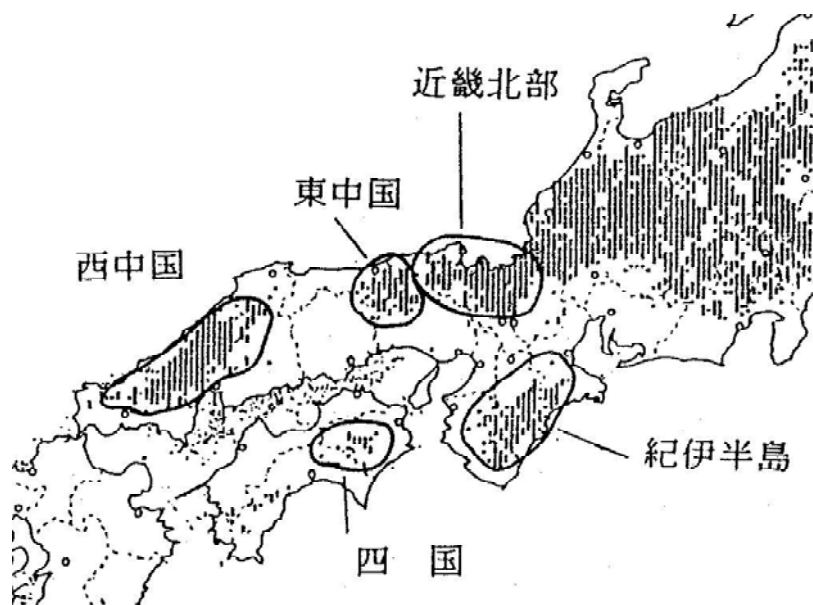 近畿北部
東中国
西中国
紀伊半島
四国